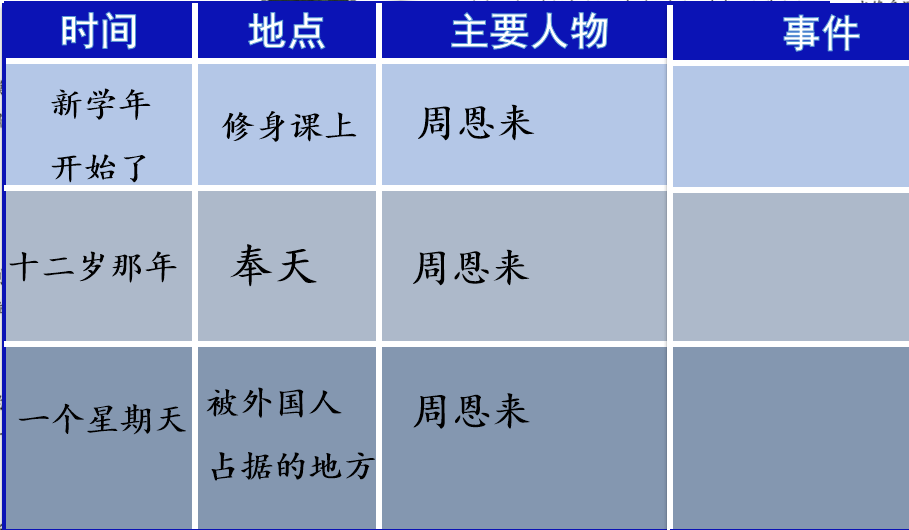 时间 地点 主要人物 事件
新学年
开始了
修身课上
周恩来
十二岁那年
奉天
周恩来
一个星期天
被外国人
占据的地方
周恩来